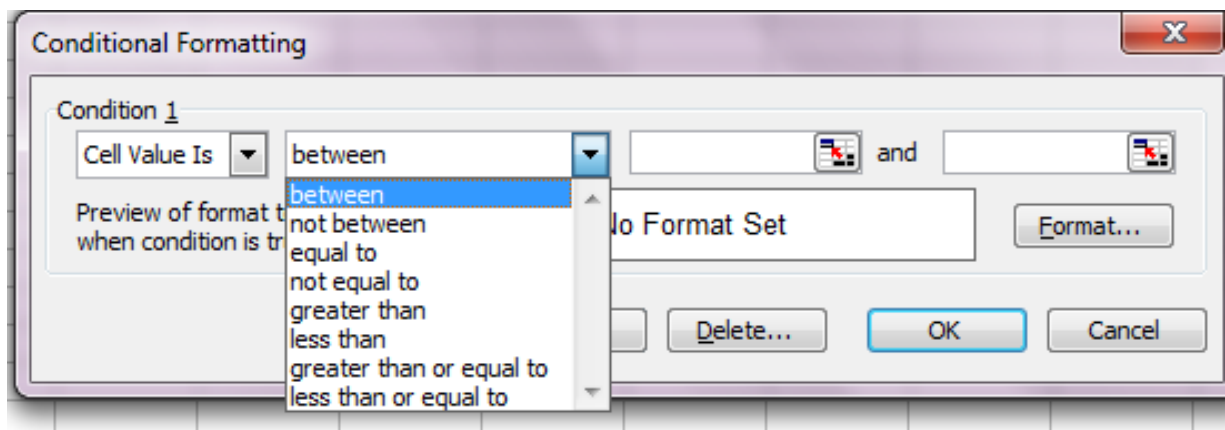 Conditional Formatting
X
Condition 1
Cell Value Is
between
and
between
not between
equal to
not equal to
greater than
less than
greater than or equal to
less than or equal to
Preview of format
when condition is
No Format Set
Format...
Delete...
OK
Cancel